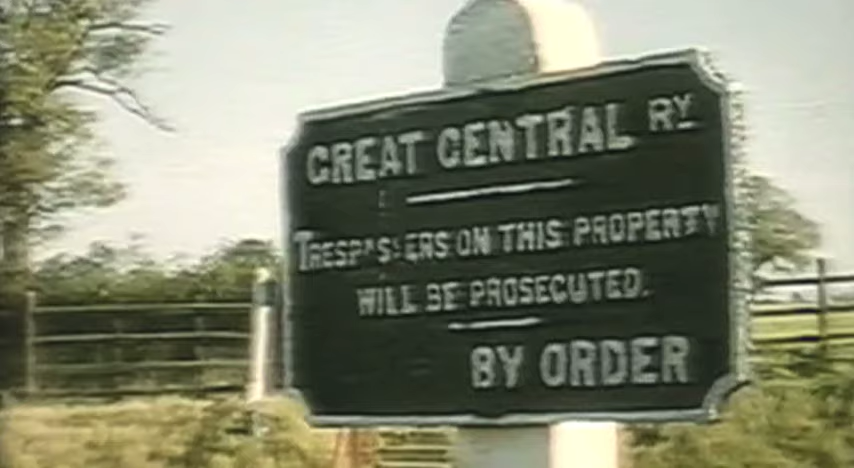 GREAT CENTRAL RY
TRESPASSERS ON THIS PROPERTY
WILL BE PROSECUTED.
BY ORDER